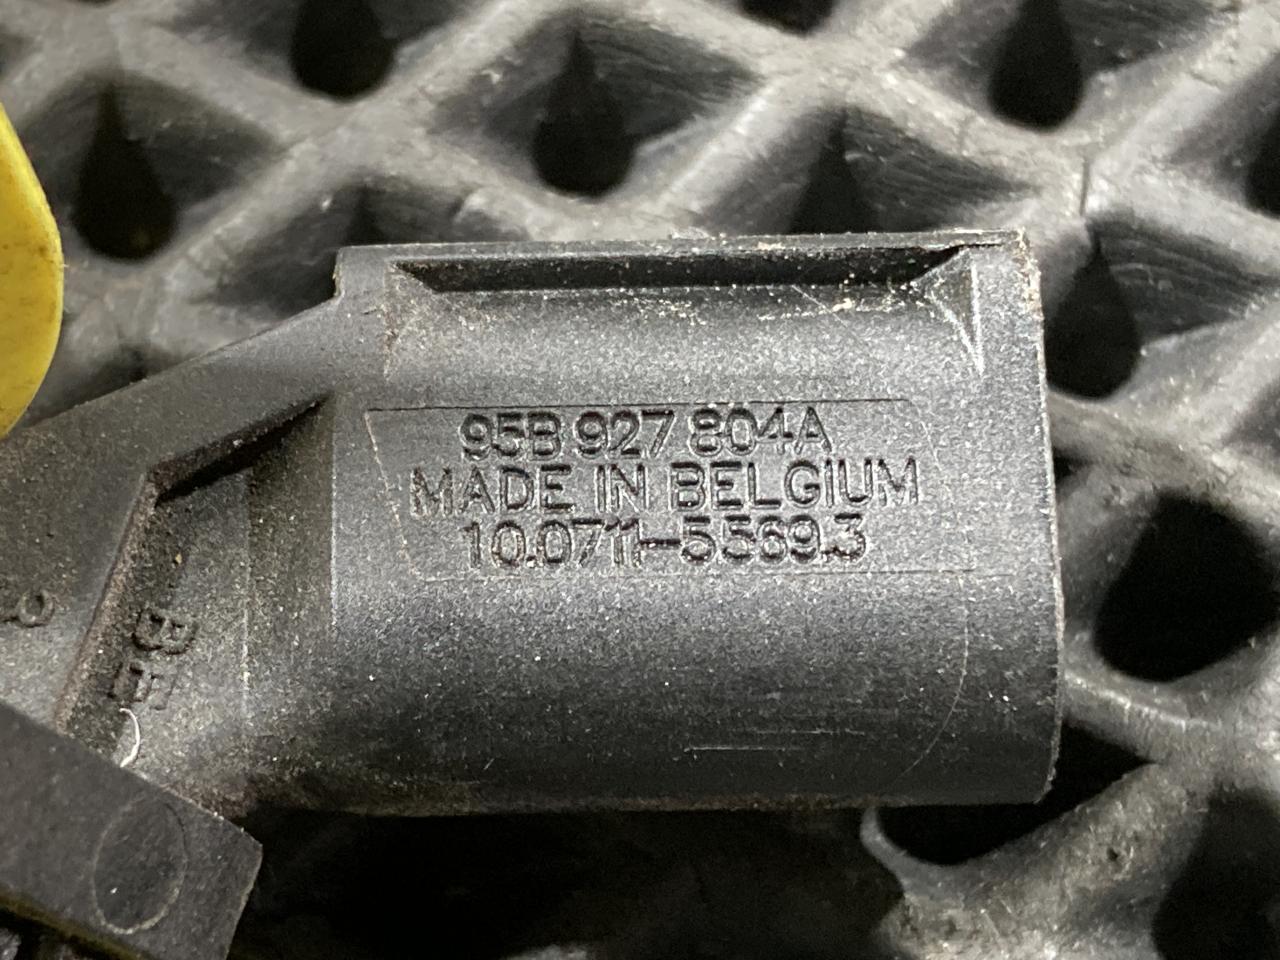 95B 927 804A
MADE IN BELGIUM
10.0711-5569.3